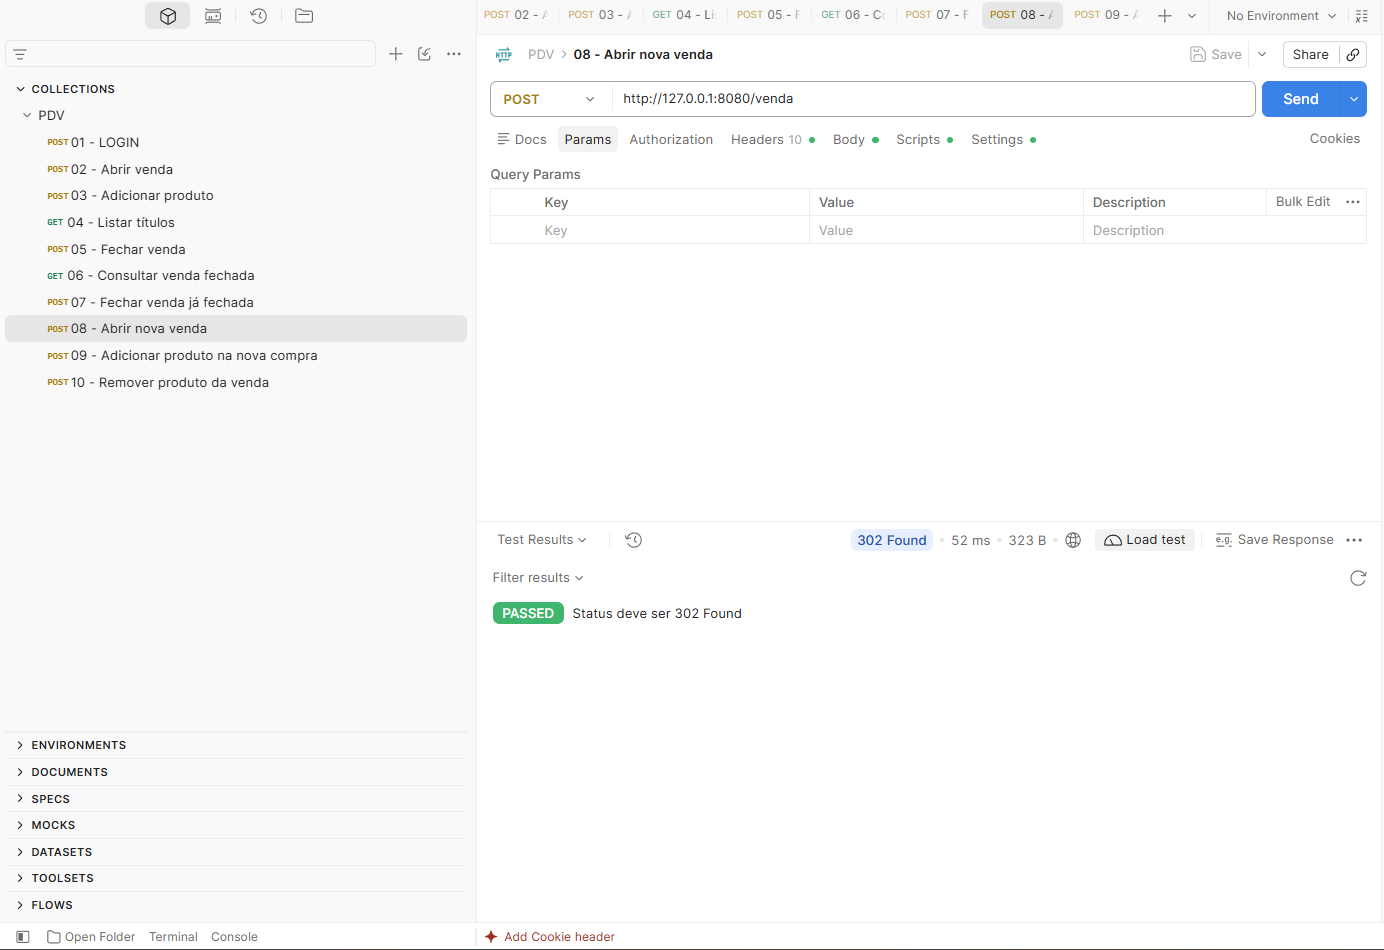 POST 02 - POST 03 - GET 04 - Li POST 05 - F GET 06 - Co POST 07 - F POST 08 - POST 09 - No Environment
PDV > 08 - Abrir nova venda Save Share
POST http://127.0.0.1:8080/venda Send
Docs Params Authorization Headers 10 Body Scripts Settings Cookies
Query Params
Key Value Description Bulk Edit
Key Value Description
COLLECTIONS
PDV
POST 01 - LOGIN
POST 02 - Abrir venda
POST 03 - Adicionar produto
GET 04 - Listar títulos
POST 05 - Fechar venda
GET 06 - Consultar venda fechada
POST 07 - Fechar venda já fechada
POST 08 - Abrir nova venda
POST 09 - Adicionar produto na nova compra
POST 10 - Remover produto da venda
Test Results 302 Found 52 ms 323 B Load test e.g. Save Response
Filter results
PASSED Status deve ser 302 Found
ENVIRONMENTS
DOCUMENTS
SPECS
MOCKS
DATASETS
TOOLSETS
FLOWS
Open Folder Terminal Console Add Cookie header